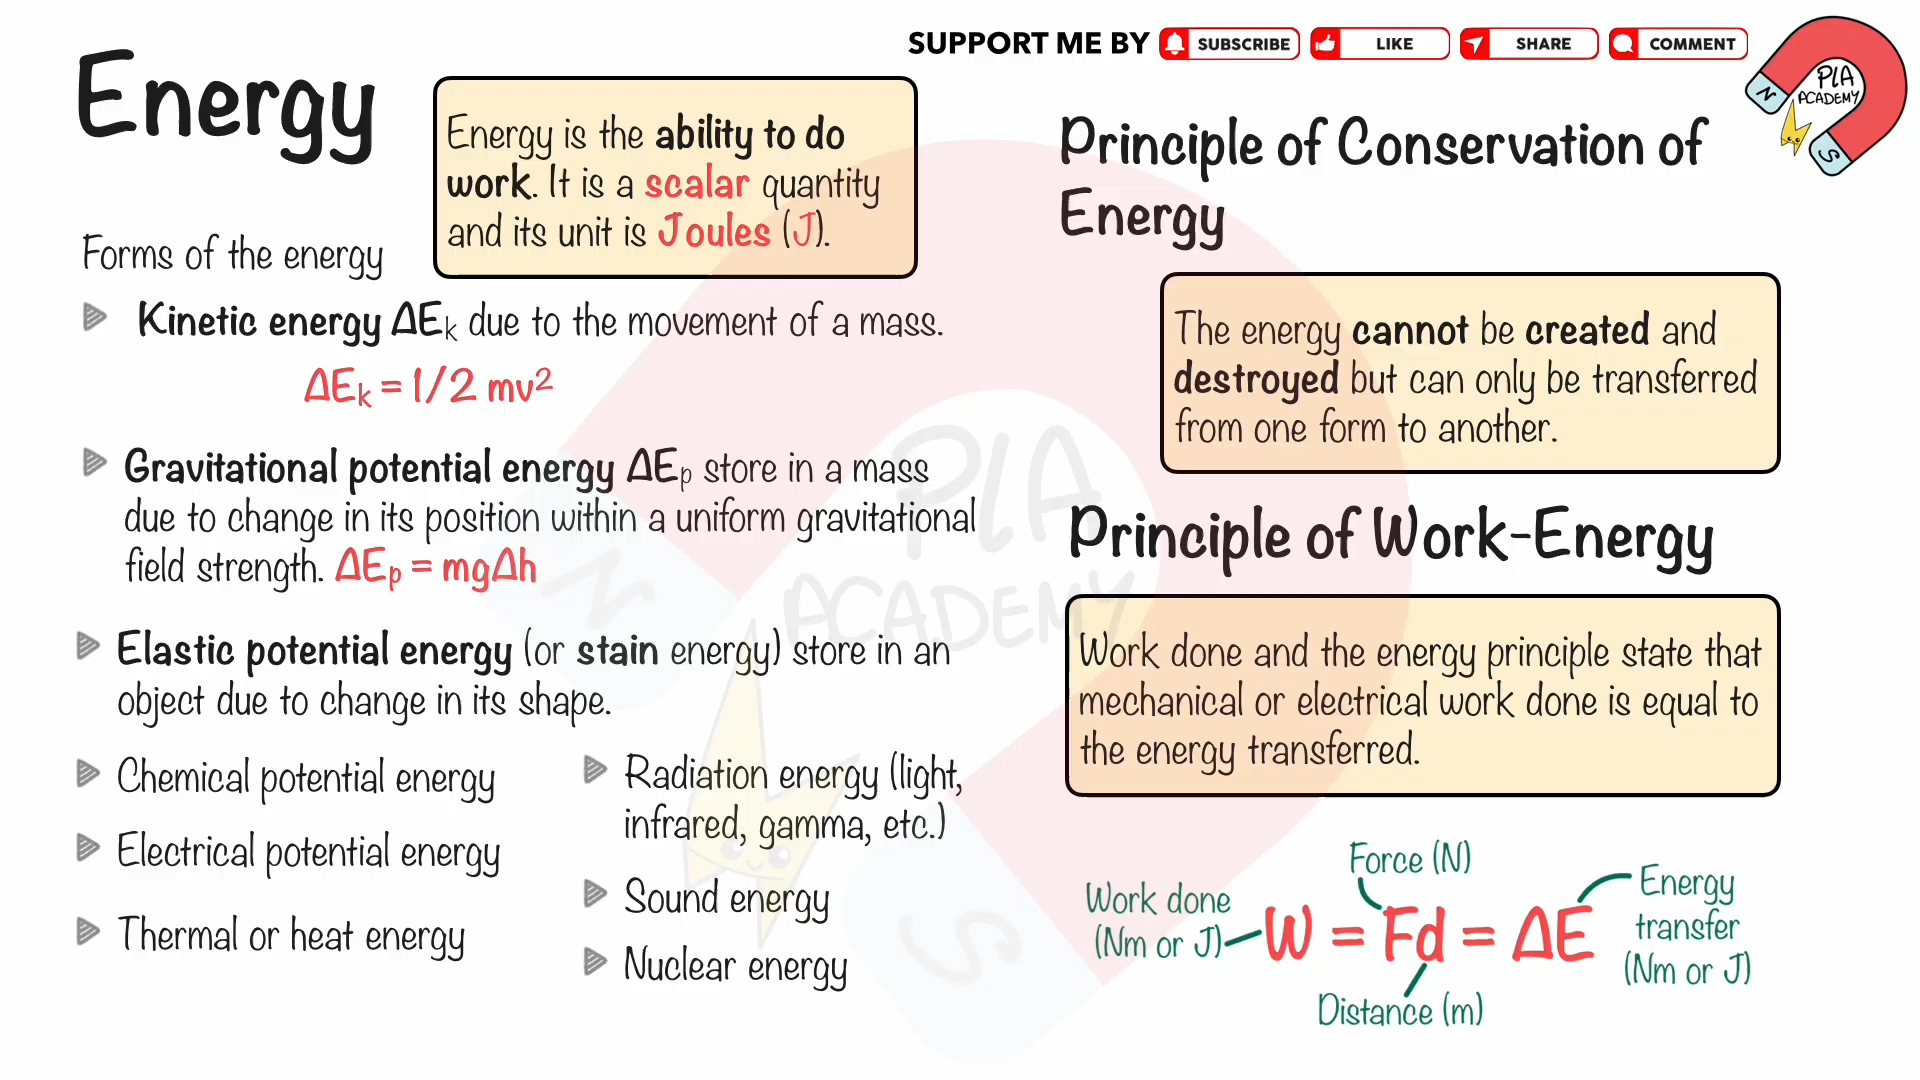 SUPPORT ME BY SUBSCRIBE LIKE SHARE COMMENT
PLA
ACADEMY
N
S
Energy
Energy is the ability to do
work. It is a scalar quantity
and its unit is Joules (J).
Forms of the energy
Kinetic energy ΔEₖ due to the movement of a mass.
ΔEₖ = 1/2 mv²
Gravitational potential energy ΔEₚ store in a mass
due to change in its position within a uniform gravitational
field strength. ΔEₚ = mgΔh
Elastic potential energy (or stain energy) store in an
object due to change in its shape.
Chemical potential energy
Electrical potential energy
Thermal or heat energy
Radiation energy (light,
infrared, gamma, etc.)
Sound energy
Nuclear energy
Principle of Conservation of
Energy
The energy cannot be created and
destroyed but can only be transferred
from one form to another.
Principle of Work-Energy
Work done and the energy principle state that
mechanical or electrical work done is equal to
the energy transferred.
Force (N)
Work done
(Nm or J)
W = Fd = ΔE
Energy
transfer
(Nm or J)
Distance (m)
PLA
ACADEMY
N
S